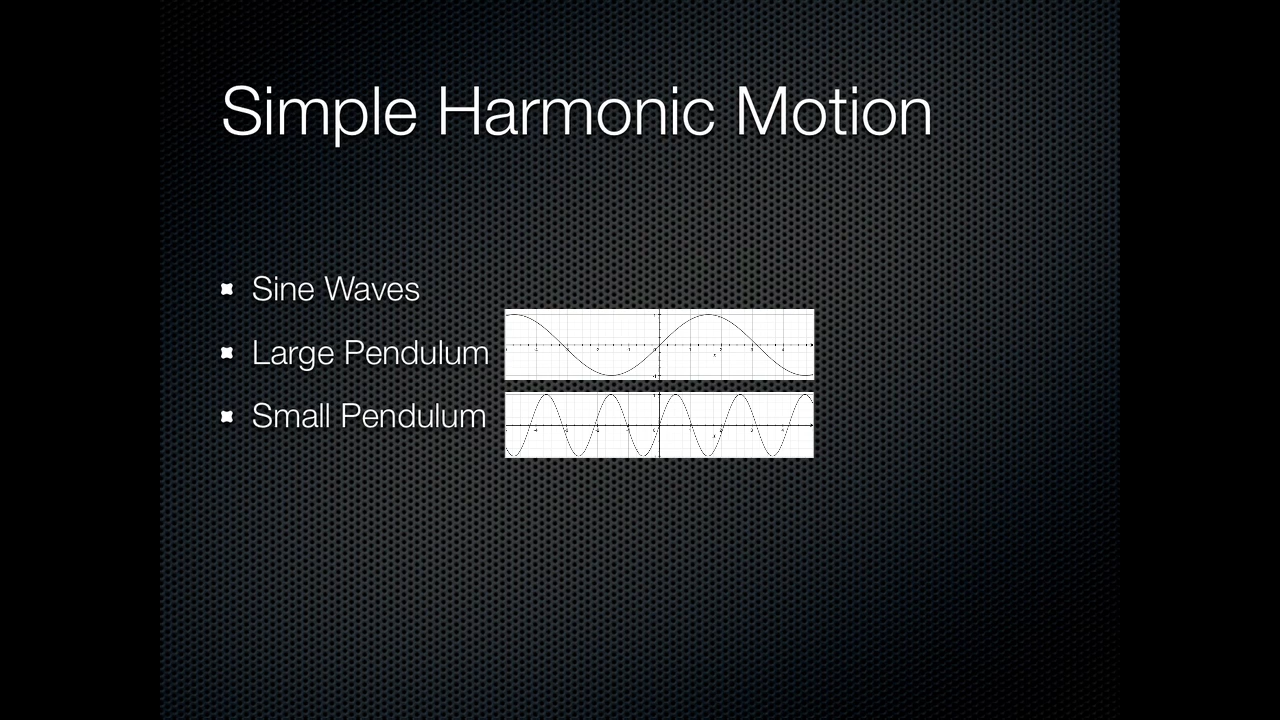 Simple Harmonic Motion
Sine Waves
Large Pendulum
Small Pendulum